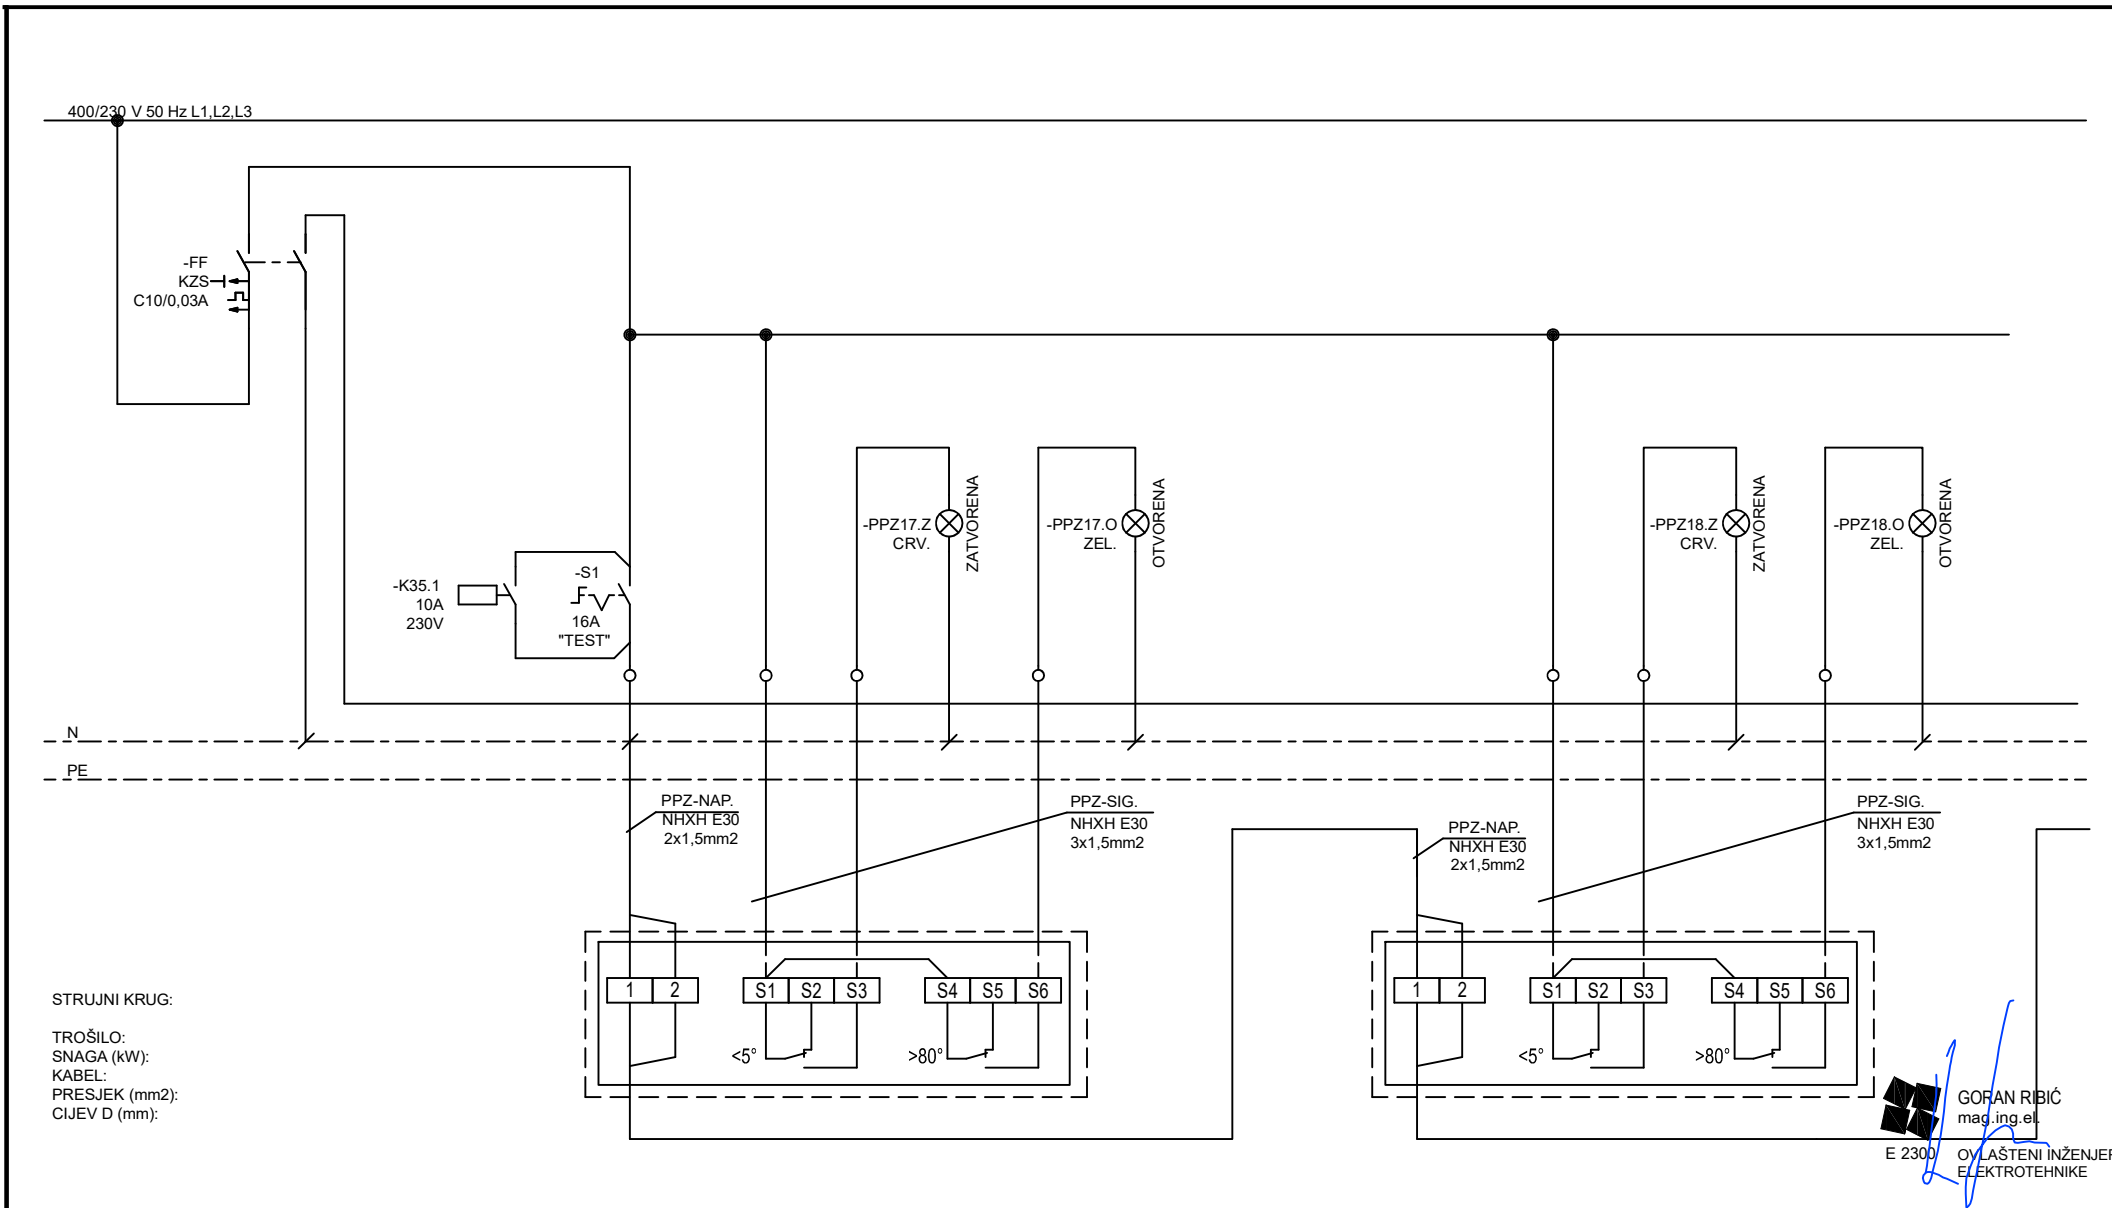 400/230 V 50 Hz L1,L2,L3
-FF
KZS
C10/0,03A
-K35.1
10A
230V
-S1
16A
"TEST"
-PPZ17.Z
CRV.
ZATVORENA
-PPZ17.O
ZEL.
OTVORENA
-PPZ18.Z
CRV.
ZATVORENA
-PPZ18.O
ZEL.
OTVORENA
N
PE
PPZ-NAP.
NHXH E30
2x1,5mm2
PPZ-SIG.
NHXH E30
3x1,5mm2
PPZ-NAP.
NHXH E30
2x1,5mm2
PPZ-SIG.
NHXH E30
3x1,5mm2
1 2 S1 S2 S3 S4 S5 S6
<5° >80°
1 2 S1 S2 S3 S4 S5 S6
<5° >80°
STRUJNI KRUG:
TROŠILO:
SNAGA (kW):
KABEL:
PRESJEK (mm2):
CIJEV D (mm):
GORAN RIBIĆ
mag.ing.el.
E 2300
OVLAŠTENI INŽENJER
ELEKTROTEHNIKE